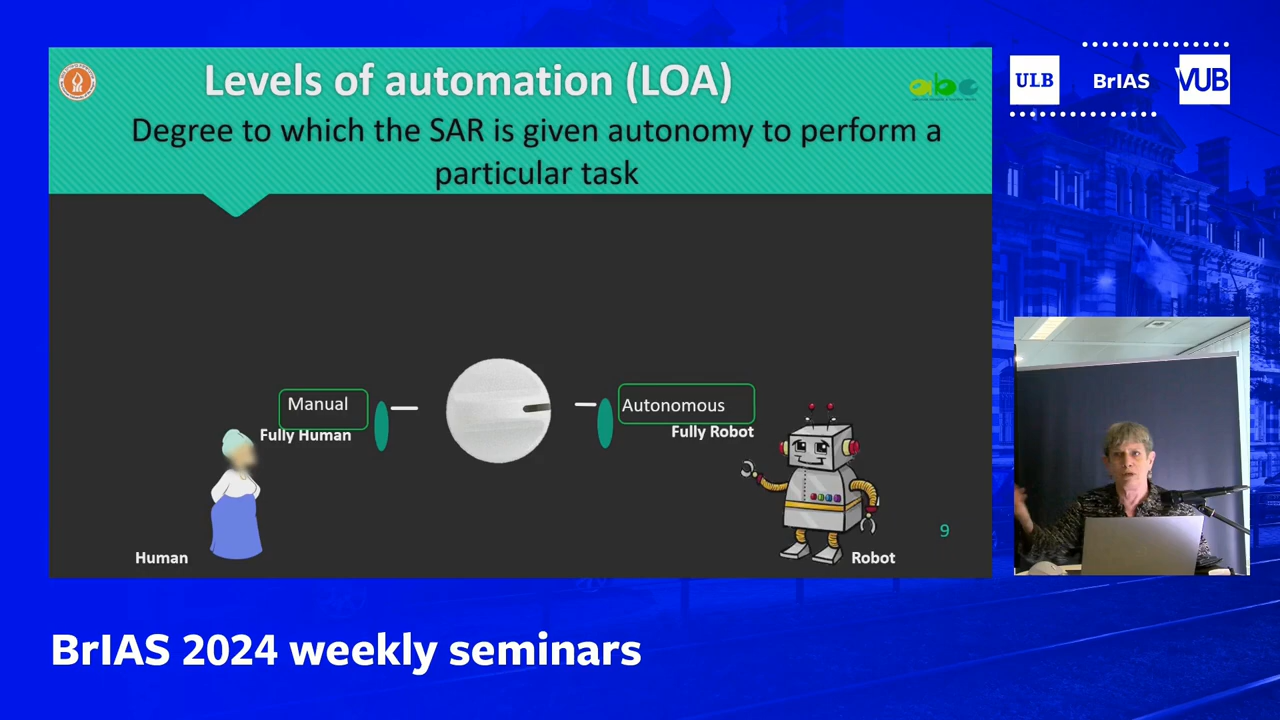 Levels of automation (LOA)
Degree to which the SAR is given autonomy to perform a
particular task
Manual
Fully Human
Autonomous
Fully Robot
Human
Robot
9
ULB
BrIAS
VUB
BrIAS 2024 weekly seminars